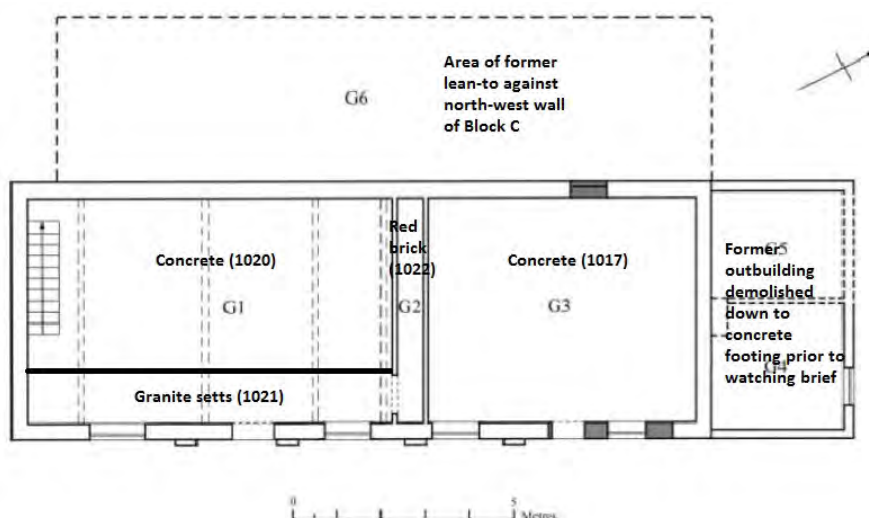 Area of former
lean-to against
north-west wall
of Block C
G6
Concrete (1020)
Red
brick
(1022)
Concrete (1017)
G1
G2
G3
G5
Former
outbuilding
demolished
down to
concrete
footing prior to
watching brief
G4
Granite setts (1021)
0
5
Metres